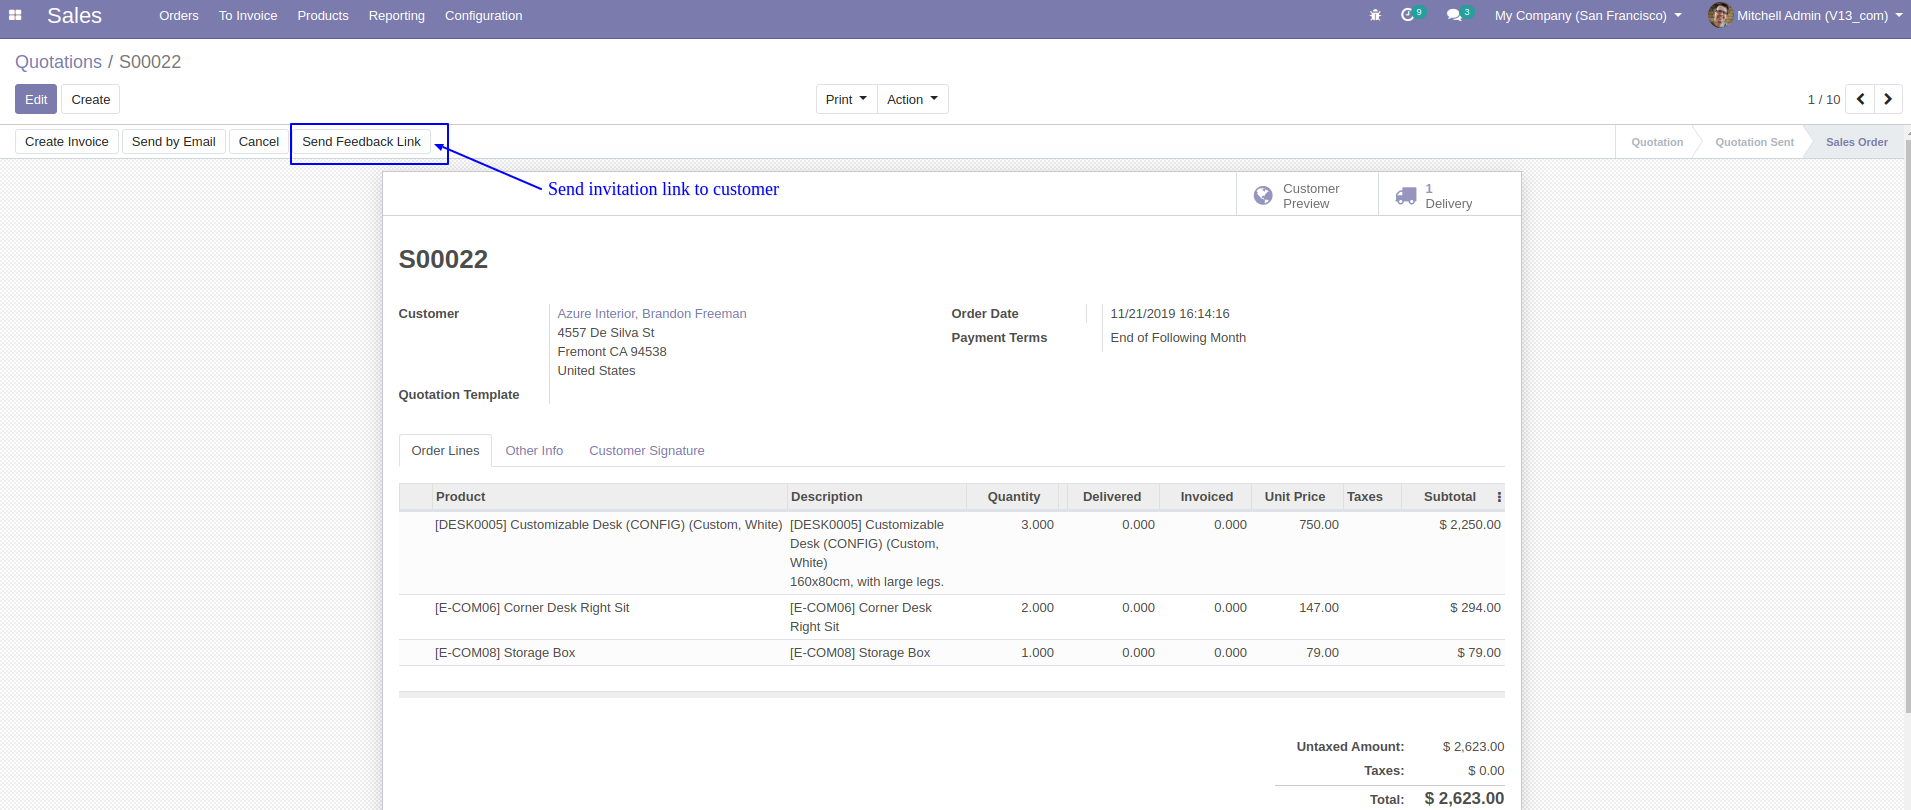 Sales Orders To Invoice Products Reporting Configuration 9 3 My Company (San Francisco) Mitchell Admin (V13_com)
Quotations / S00022
Edit Create Print Action 1 / 10
Create Invoice Send by Email Cancel Send Feedback Link Quotation Quotation Sent Sales Order
Send invitation link to customer
Customer
Preview
1
Delivery
S00022
Customer
Azure Interior, Brandon Freeman
4557 De Silva St
Fremont CA 94538
United States
Quotation Template
Order Date 11/21/2019 16:14:16
Payment Terms End of Following Month
Order Lines Other Info Customer Signature
Product Description Quantity Delivered Invoiced Unit Price Taxes Subtotal
[DESK0005] Customizable Desk (CONFIG) (Custom, White) [DESK0005] Customizable 3.000 0.000 0.000 750.00 $ 2,250.00
Desk (CONFIG) (Custom,
White)
160x80cm, with large legs.
[E-COM06] Corner Desk Right Sit [E-COM06] Corner Desk 2.000 0.000 0.000 147.00 $ 294.00
Right Sit
[E-COM08] Storage Box [E-COM08] Storage Box 1.000 0.000 0.000 79.00 $ 79.00
Untaxed Amount: $ 2,623.00
Taxes: $ 0.00
Total: $ 2,623.00